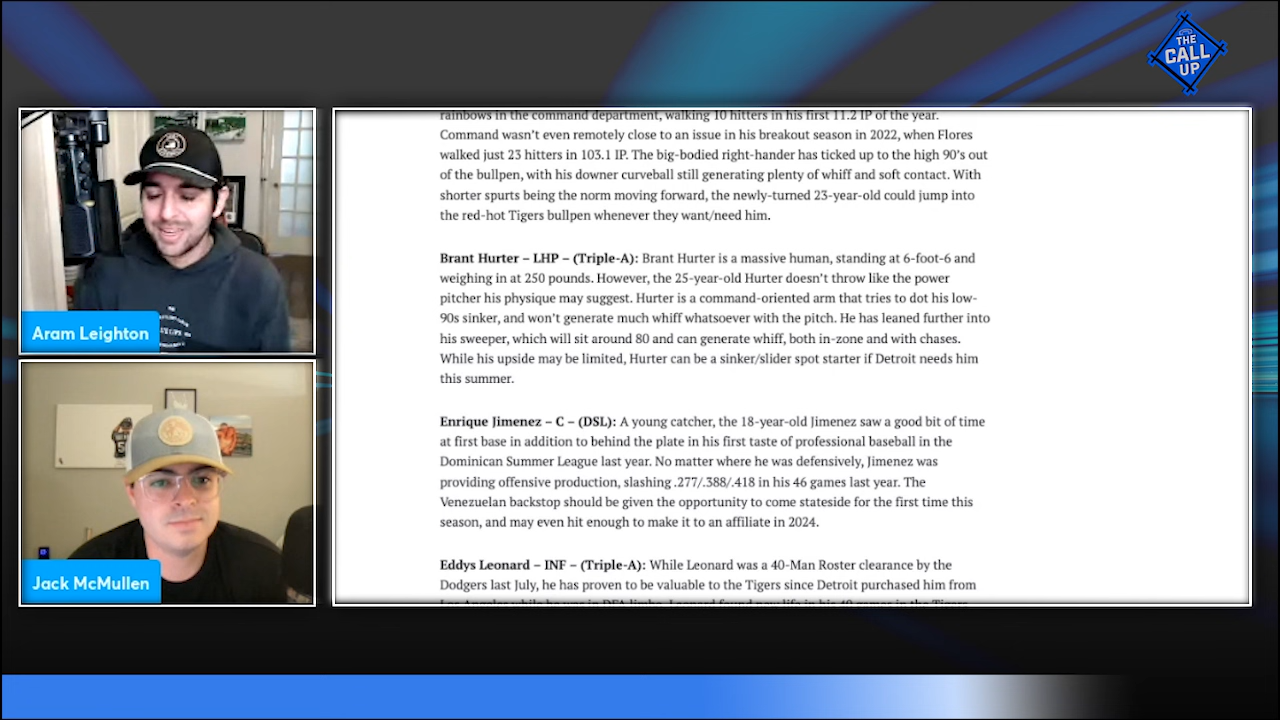 THE
CALL
UP
Aram Leighton
Jack McMullen
rainbows in the command department, walking 10 hitters in his first 11.2 IP of the year.
Command wasn't even remotely close to an issue in his breakout season in 2022, when Flores
walked just 23 hitters in 103.1 IP. The big-bodied right-hander has ticked up to the high 90's out
of the bullpen, with his downer curveball still generating plenty of whiff and soft contact. With
shorter spurts being the norm moving forward, the newly-turned 23-year-old could jump into
the red-hot Tigers bullpen whenever they want/need him.
Brant Hurter – LHP – (Triple-A): Brant Hurter is a massive human, standing at 6-foot-6 and
weighing in at 250 pounds. However, the 25-year-old Hurter doesn't throw like the power
pitcher his physique may suggest. Hurter is a command-oriented arm that tries to dot his low-
90s sinker, and won't generate much whiff whatsoever with the pitch. He has leaned further into
his sweeper, which will sit around 80 and can generate whiff, both in-zone and with chases.
While his upside may be limited, Hurter can be a sinker/slider spot starter if Detroit needs him
this summer.
Enrique Jimenez – C – (DSL): A young catcher, the 18-year-old Jimenez saw a good bit of time
at first base in addition to behind the plate in his first taste of professional baseball in the
Dominican Summer League last year. No matter where he was defensively, Jimenez was
providing offensive production, slashing .277/.388/.418 in his 46 games last year. The
Venezuelan backstop should be given the opportunity to come stateside for the first time this
season, and may even hit enough to make it to an affiliate in 2024.
Eddys Leonard – INF – (Triple-A): While Leonard was a 40-Man Roster clearance by the
Dodgers last July, he has proven to be valuable to the Tigers since Detroit purchased him from